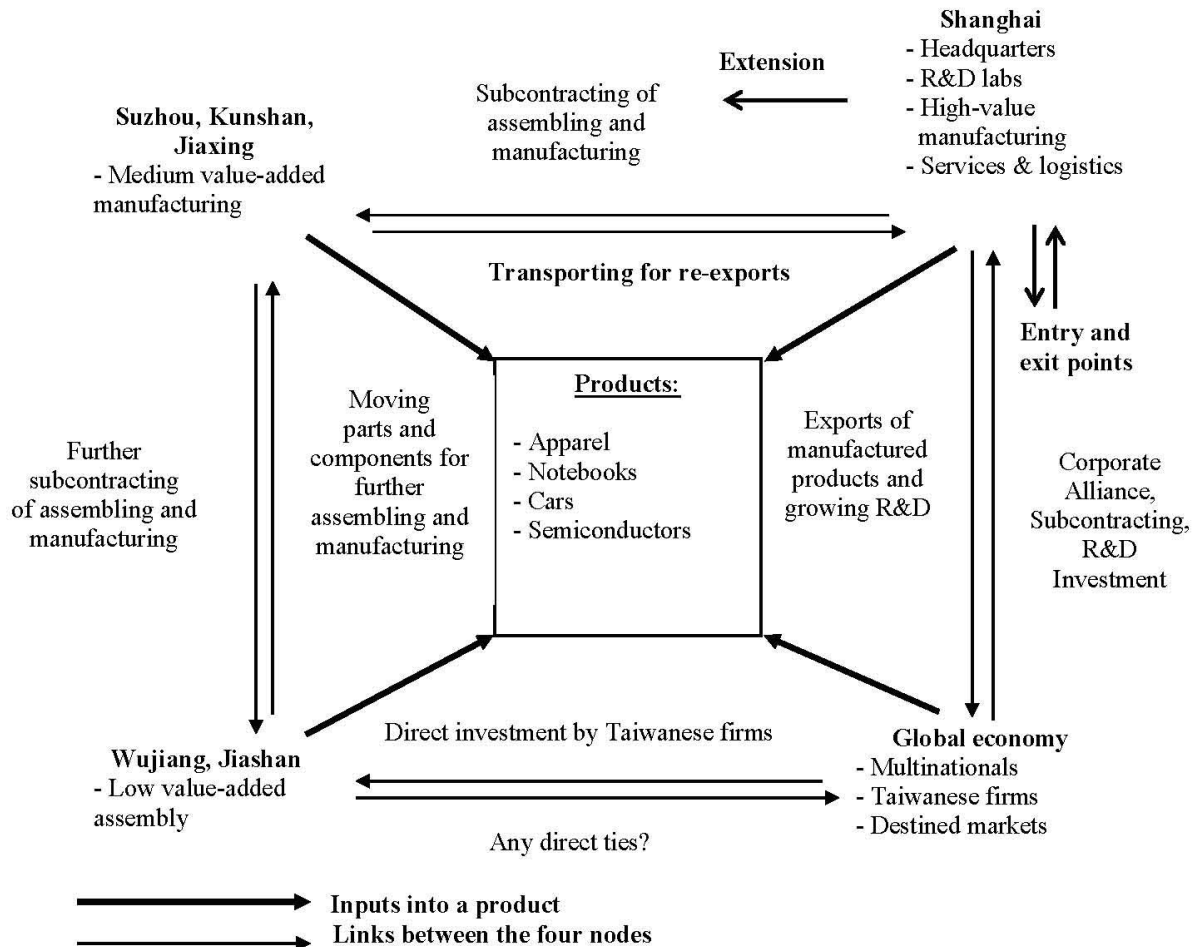 Shanghai
- Headquarters
- R&D labs
- High-value
manufacturing
- Services & logistics
Extension
Subcontracting of
assembling and
manufacturing
Suzhou, Kunshan,
Jiaxing
- Medium value-added
manufacturing
Transporting for re-exports
Entry and
exit points
Further
subcontracting
of assembling and
manufacturing
Moving
parts and
components for
further
assembling and
manufacturing
Products:
- Apparel
- Notebooks
- Cars
- Semiconductors
Exports of
manufactured
products and
growing R&D
Corporate
Alliance,
Subcontracting,
R&D
Investment
Wujiang, Jiashan
- Low value-added
assembly
Direct investment by Taiwanese firms
Any direct ties?
Global economy
- Multinationals
- Taiwanese firms
- Destined markets
Inputs into a product
Links between the four nodes